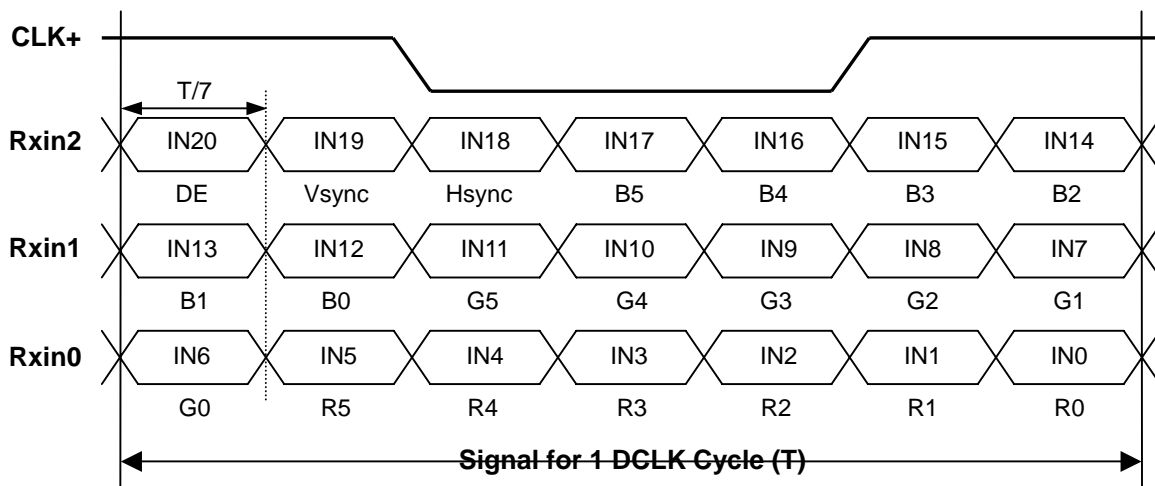 CLK+
T/7
Rxin2 IN20 IN19 IN18 IN17 IN16 IN15 IN14
DE Vsync Hsync B5 B4 B3 B2
Rxin1 IN13 IN12 IN11 IN10 IN9 IN8 IN7
B1 B0 G5 G4 G3 G2 G1
Rxin0 IN6 IN5 IN4 IN3 IN2 IN1 IN0
G0 R5 R4 R3 R2 R1 R0
Signal for 1 DCLK Cycle (T)